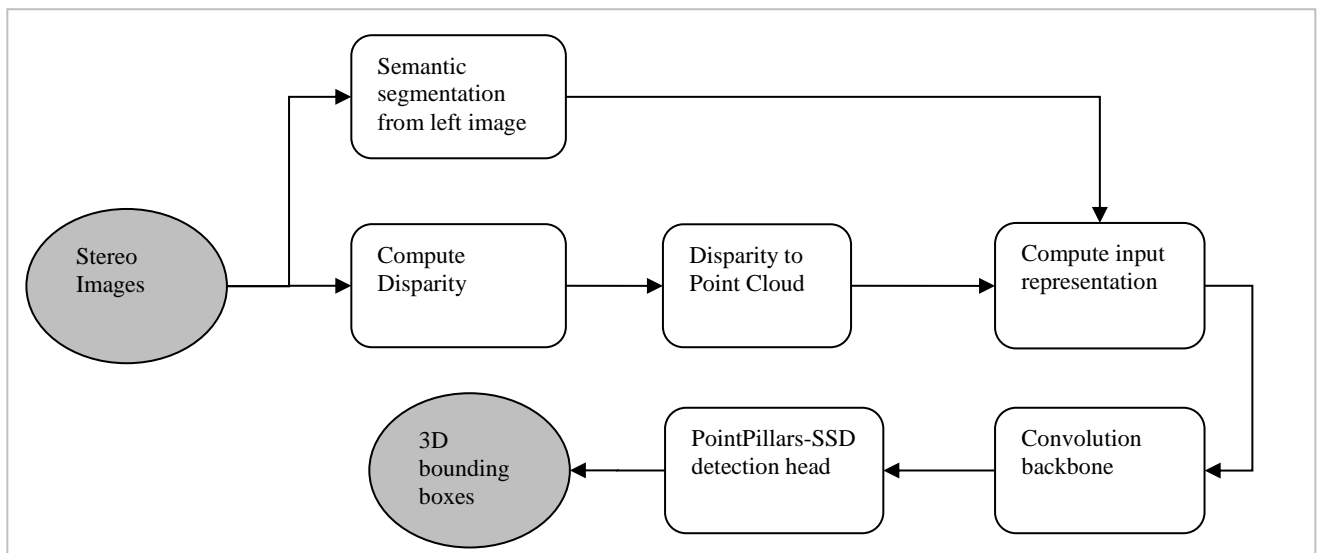 Semantic
segmentation
from left image
Stereo
Images
Compute
Disparity
Disparity to
Point Cloud
Compute input
representation
3D
bounding
boxes
PointPillars-SSD
detection head
Convolution
backbone